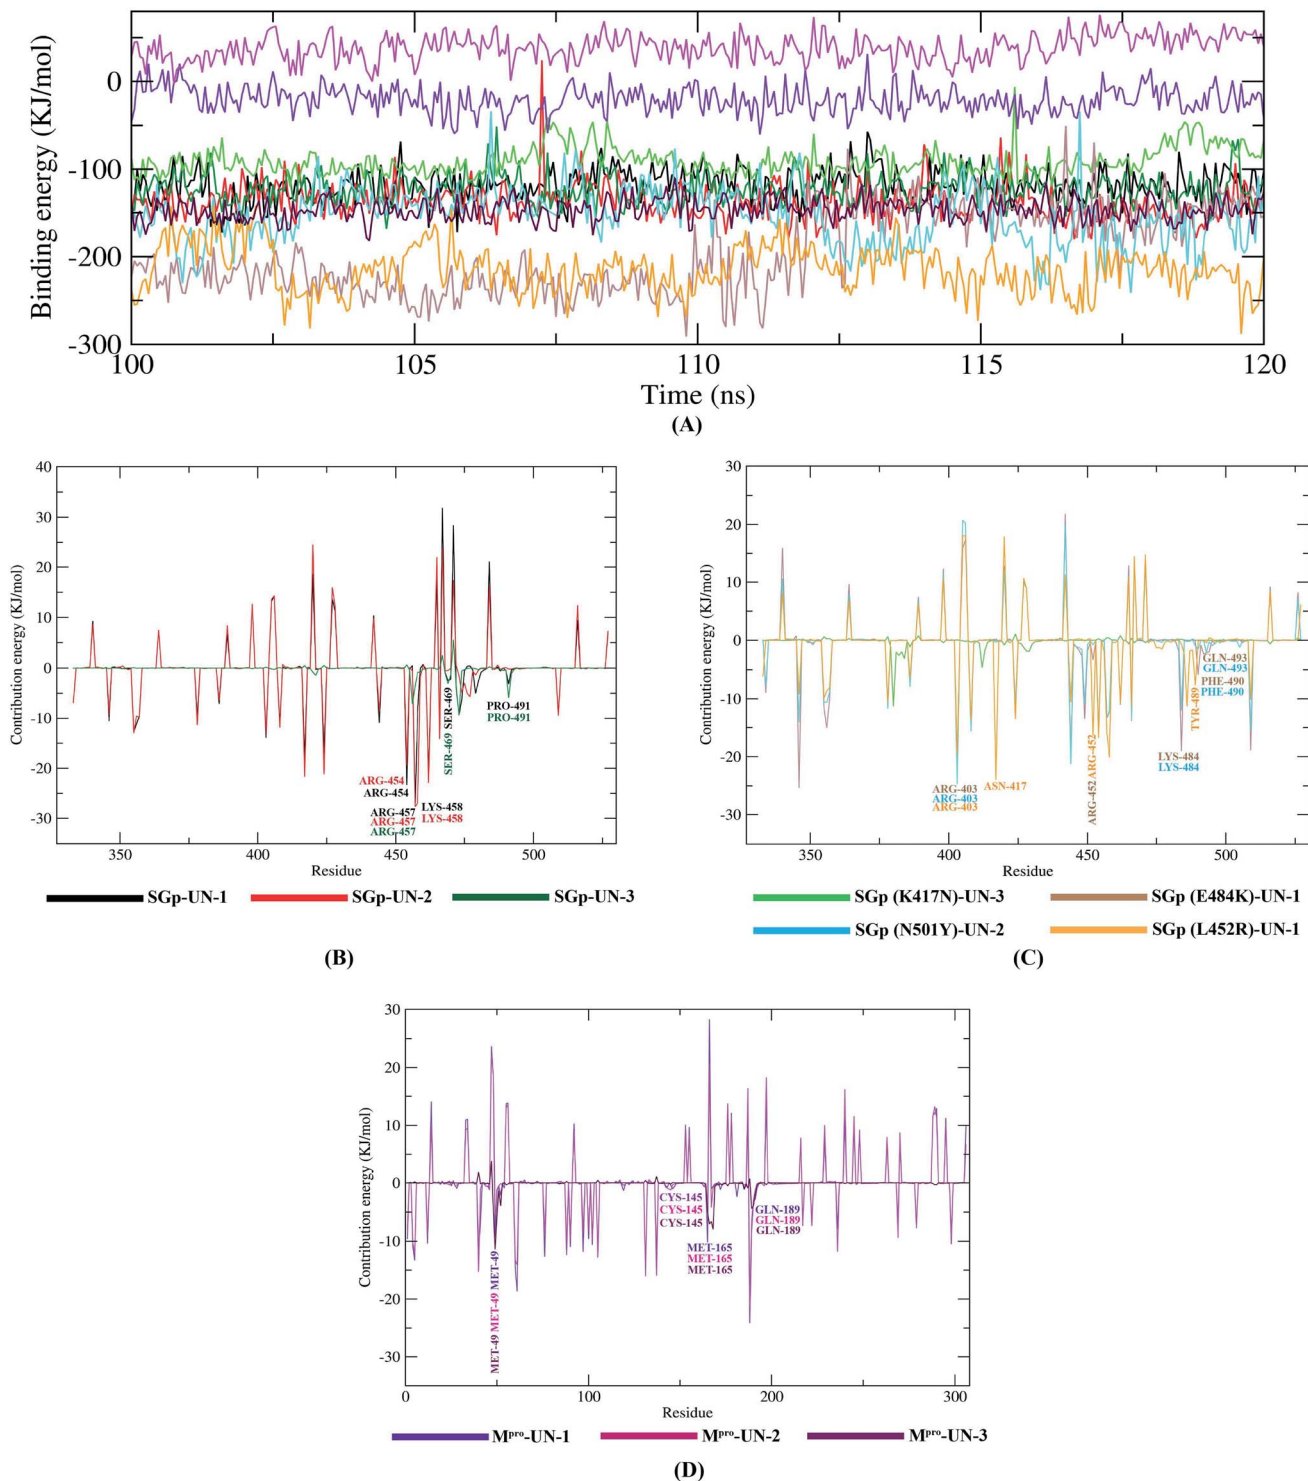 Binding energy (KJ/mol)
0
-100
-200
-300
100
105
110
115
120
Time (ns)
(A)
Contribution energy (KJ/mol)
40
30
20
10
0
-10
-20
-30
SER-469
SER-469
PRO-491
PRO-491
ARG-454
ARG-454
ARG-457
ARG-457
ARG-457
LYS-458
LYS-458
350
400
450
500
Residue
SGp-UN-1
SGp-UN-2
SGp-UN-3
(B)
Contribution energy (KJ/mol)
30
20
10
0
-10
-20
-30
GLN-493
GLN-493
PHE-490
PHE-490
TYR-489
LYS-484
LYS-484
ARG-452
ARG-452
ASN-417
ARG-403
ARG-403
ARG-403
350
400
450
500
Residue
SGp (K417N)-UN-3
SGp (E484K)-UN-1
SGp (N501Y)-UN-2
SGp (L452R)-UN-1
(C)
Contribution energy (KJ/mol)
30
20
10
0
-10
-20
-30
CYS-145
CYS-145
CYS-145
GLN-189
GLN-189
GLN-189
MET-165
MET-165
MET-165
MET-49
MET-49 MET-49
0
100
200
300
Residue
Mpro-UN-1
Mpro-UN-2
Mpro-UN-3
(D)